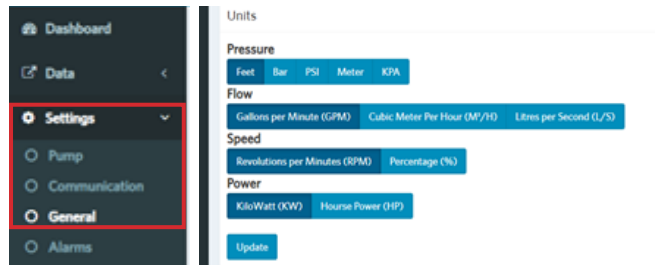 Dashboard
Data
Settings
Pump
Communication
General
Alarms
Units
Pressure
Feet Bar PSI Meter KPA
Flow
Gallons per Minute (GPM) Cubic Meter Per Hour (M³/H) Litres per Second (L/S)
Speed
Revolutions per Minutes (RPM) Percentage (%)
Power
KiloWatt (KW) Hourse Power (HP)
Update